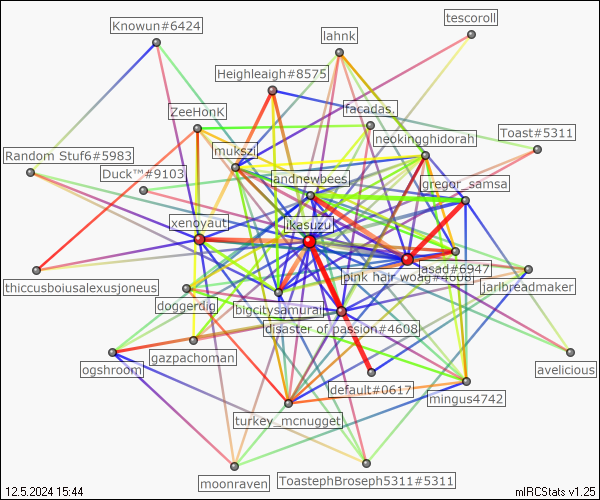 tescoroll
Knowun#6424
lahnk
Heighleaigh#8575
facadas.
ZeeHonK
neokingghidorah
Toast#5311
mukszi
Random Stuf6#5983
Duck™#9103
andnewbees
gregor_samsa
xenoyaut
ikasuzu
asad#6947
pink hair woag#4608
thiccusboiusalexusjoneus
jarlbreadmaker
doggerdig
bigcitysamurai
disaster of passion#4608
gazpachoman
ogshroom
avelicious
default#0617
mingus4742
turkey_mcnugget
moonraven
ToastephBroseph5311#5311
12.5.2024 15:44
mIRCStats v1.25